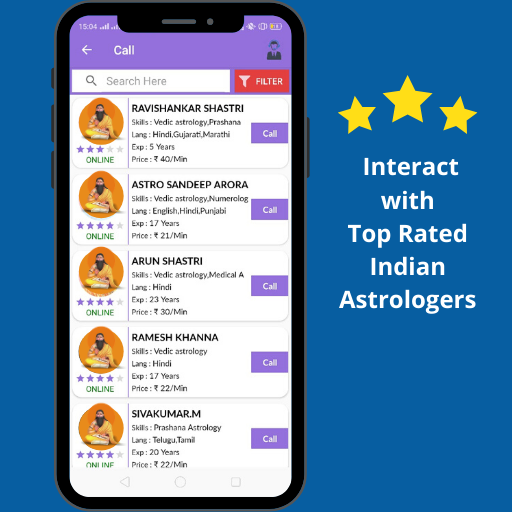 15:04
Call
Search Here
FILTER
RAVISHANKAR SHASTRI
Skills : Vedic astrology,Prashana
Lang : Hindi,Gujarati,Marathi
Call
Exp : 5 Years
Price : ₹ 40/Min
ONLINE
ASTRO SANDEEP ARORA
Skills : Vedic astrology,Numerolog
Lang : English,Hindi,Punjabi
Call
Exp : 17 Years
Price : ₹ 21/Min
ONLINE
ARUN SHASTRI
Skills : Vedic astrology,Medical A
Lang : Hindi
Call
Exp : 23 Years
Price : ₹ 30/Min
ONLINE
RAMESH KHANNA
Skills : Vedic astrology
Lang : Hindi
Call
Exp : 17 Years
Price : ₹ 22/Min
ONLINE
SIVAKUMAR.M
Skills : Prashana Astrology
Lang : Telugu,Tamil
Call
Exp : 20 Years
Price : ₹ 22/Min
ONLINE
Interact
with
Top Rated
Indian
Astrologers